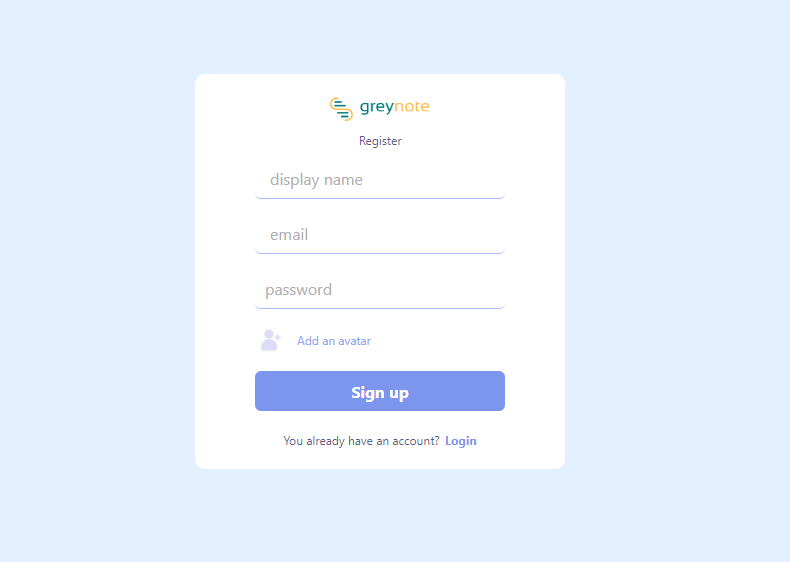 greynote
Register
display name
email
password
Add an avatar
Sign up
You already have an account? Login